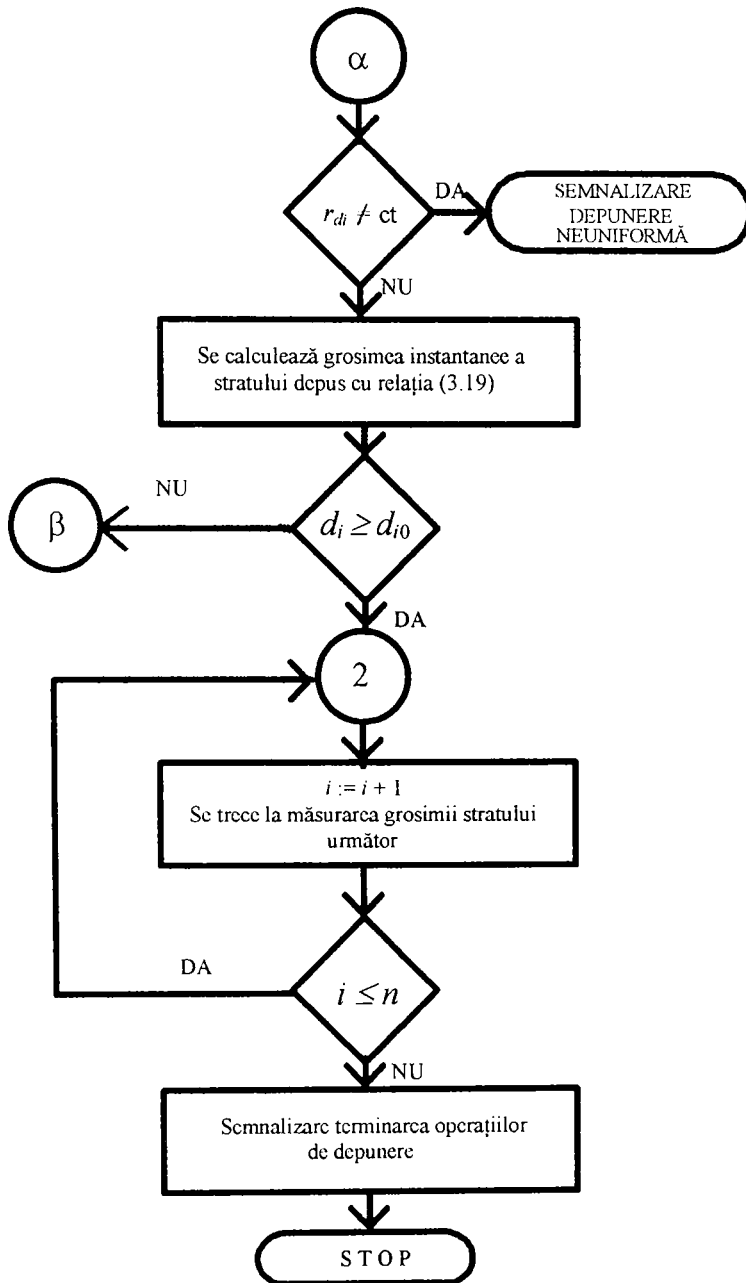 α
r_di ≠ ct
DA
SEMNALIZARE
DEPUNERE
NEUNIFORMĂ
NU
Se calculează grosimea instantanee a
stratului depus cu relația (3.19)
NU
β
d_i ≥ d_i0
DA
2
i := i + 1
Se trece la măsurarea grosimii stratului
următor
DA
i ≤ n
NU
Semnalizare terminarea operațiilor
de depunere
S T O P